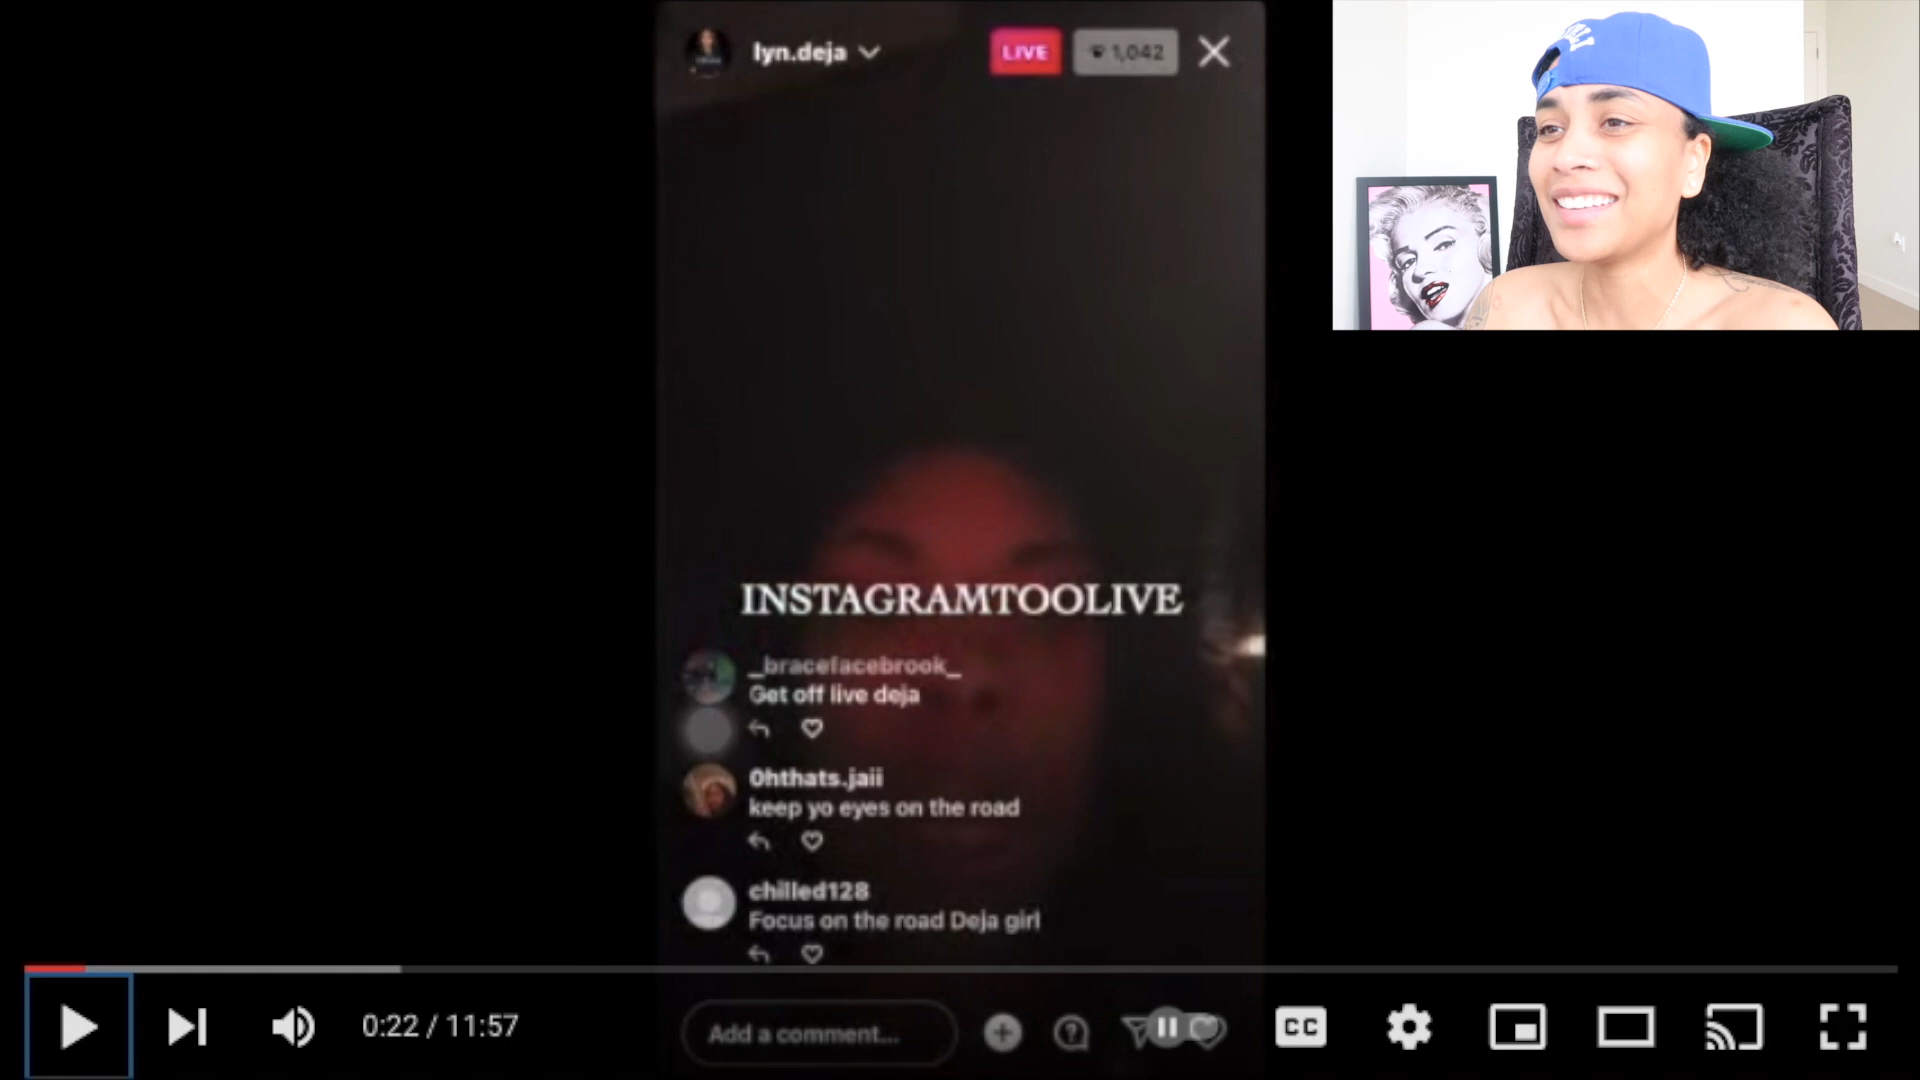 lyn.deja
LIVE
1,042
INSTAGRAMTOOLIVE
_bracefacebrook_
Get off live deja
0hthats.jaii
keep yo eyes on the road
chilled128
Focus on the road Deja girl
0:22 / 11:57
Add a comment...
CC